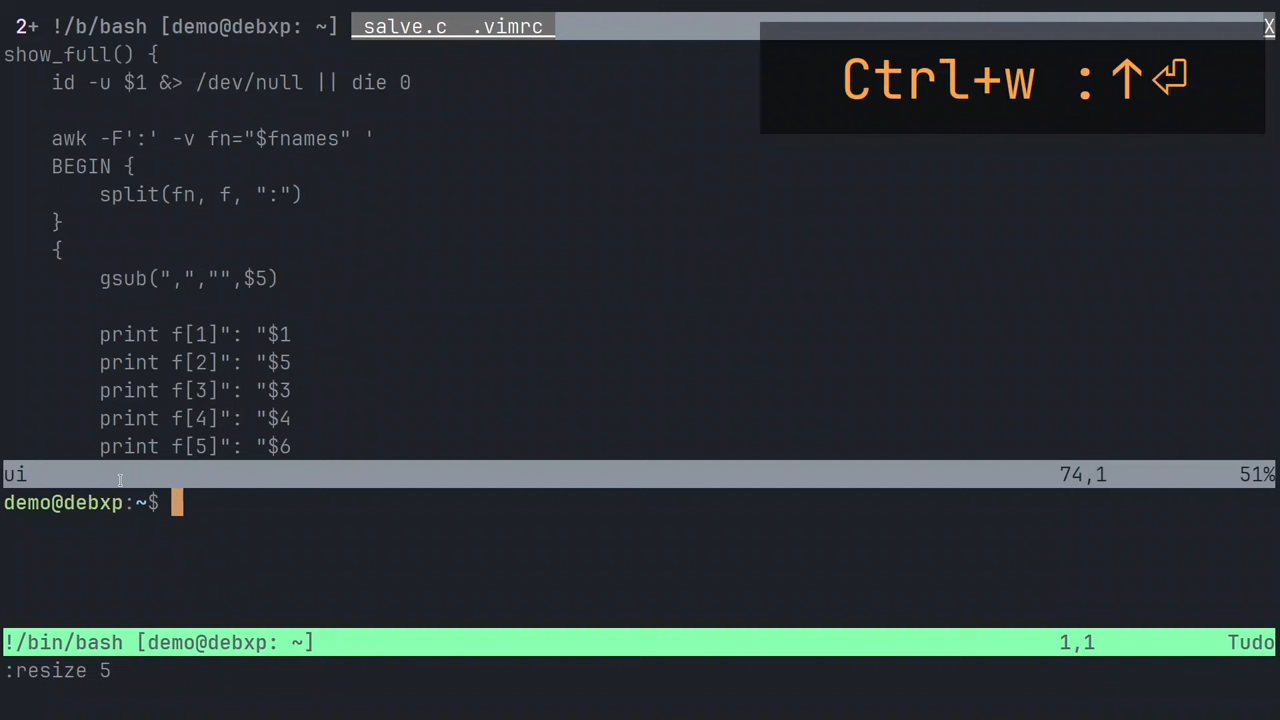 2+ !/b/bash [demo@debxp: ~] salve.c .vimrc X
Ctrl+w :↑⏎
show_full() {
    id -u $1 &> /dev/null || die 0
    awk -F':' -v fn="$fnames" '
    BEGIN {
        split(fn, f, ":")
    }
    {
        gsub(",","",$5)
        print f[1]": "$1
        print f[2]": "$5
        print f[3]": "$3
        print f[4]": "$4
        print f[5]": "$6
ui 74,1 51%
demo@debxp:~$
!/bin/bash [demo@debxp: ~] 1,1 Tudo
:resize 5